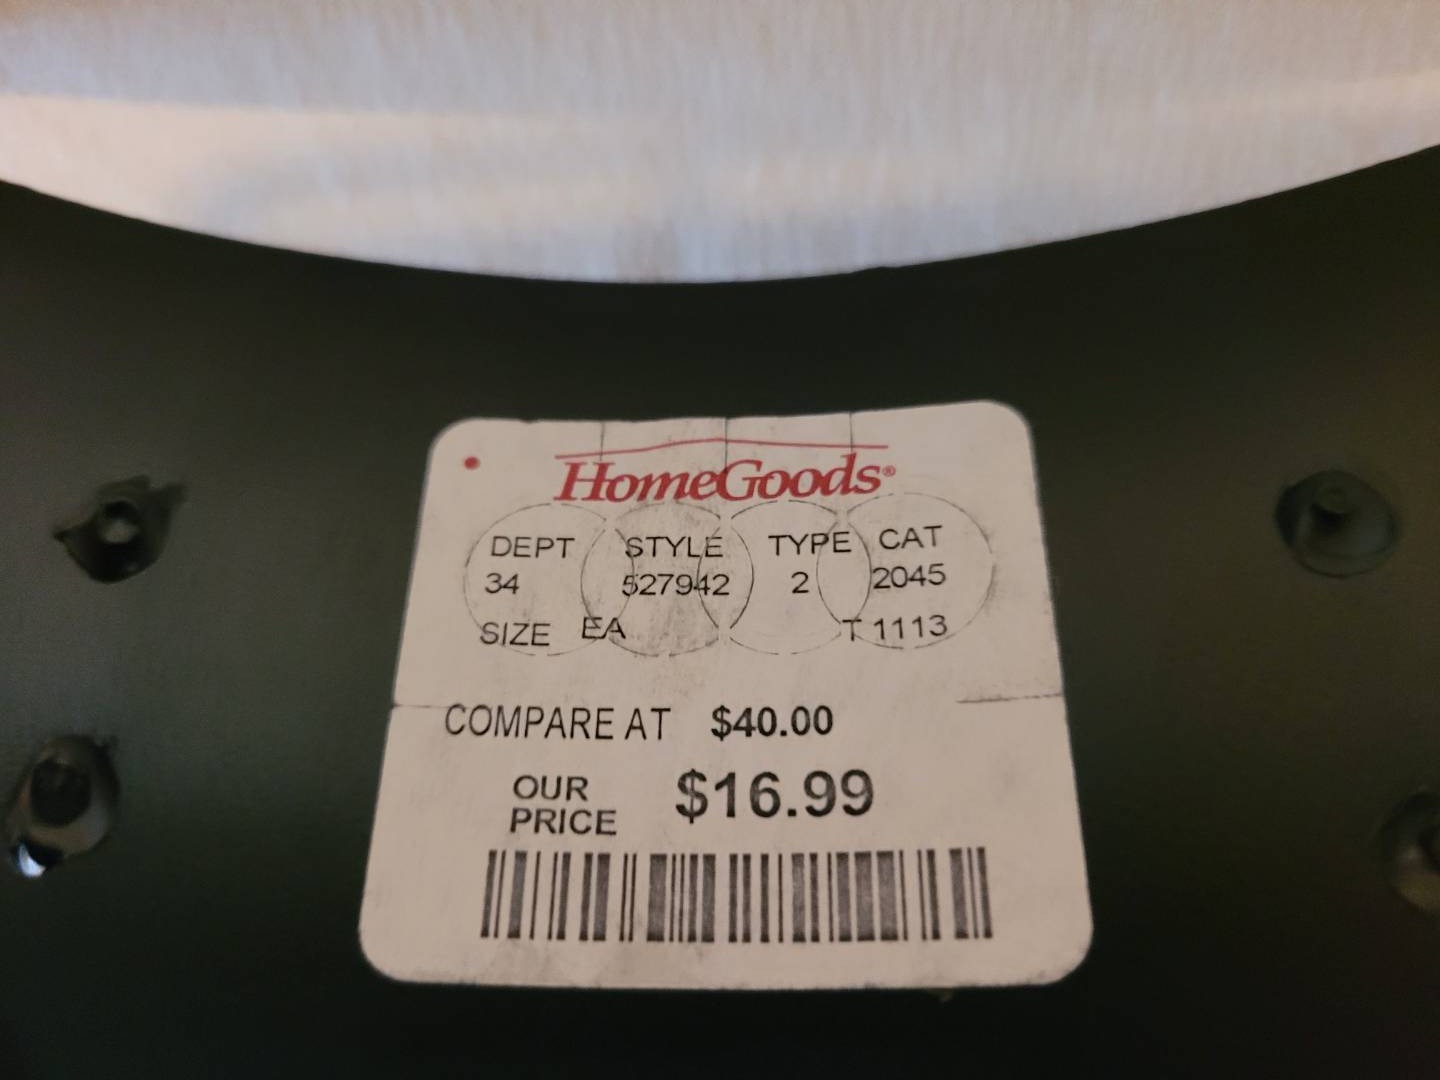 HomeGoods®
DEPT STYLE TYPE CAT
34 527942 2 2045
SIZE EA T 1113
COMPARE AT $40.00
OUR PRICE $16.99